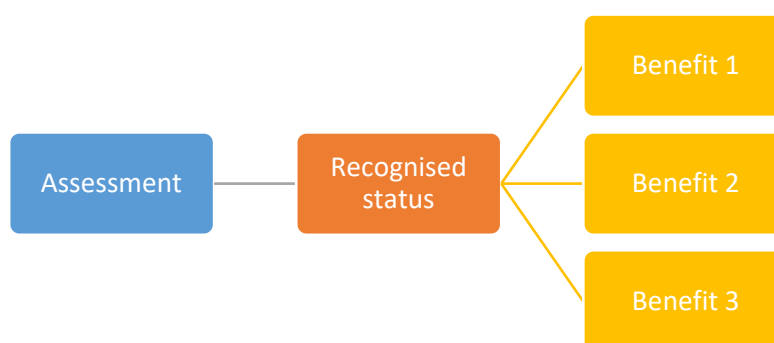 Assessment
Recognised
status
Benefit 1
Benefit 2
Benefit 3